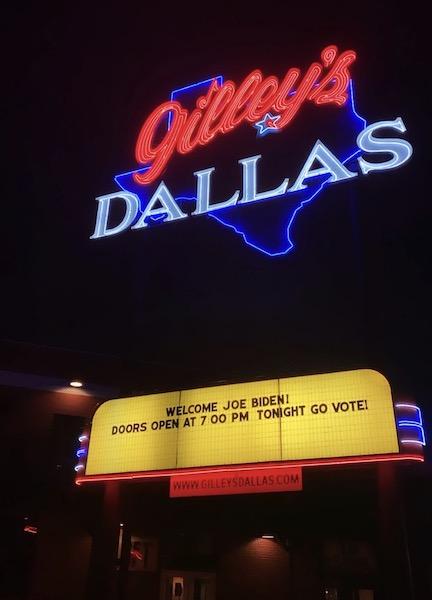 Gilley's
DALLAS
WELCOME JOE BIDEN!
DOORS OPEN AT 7 00 PM TONIGHT GO VOTE!
WWW.GILLEYSDALLAS.COM